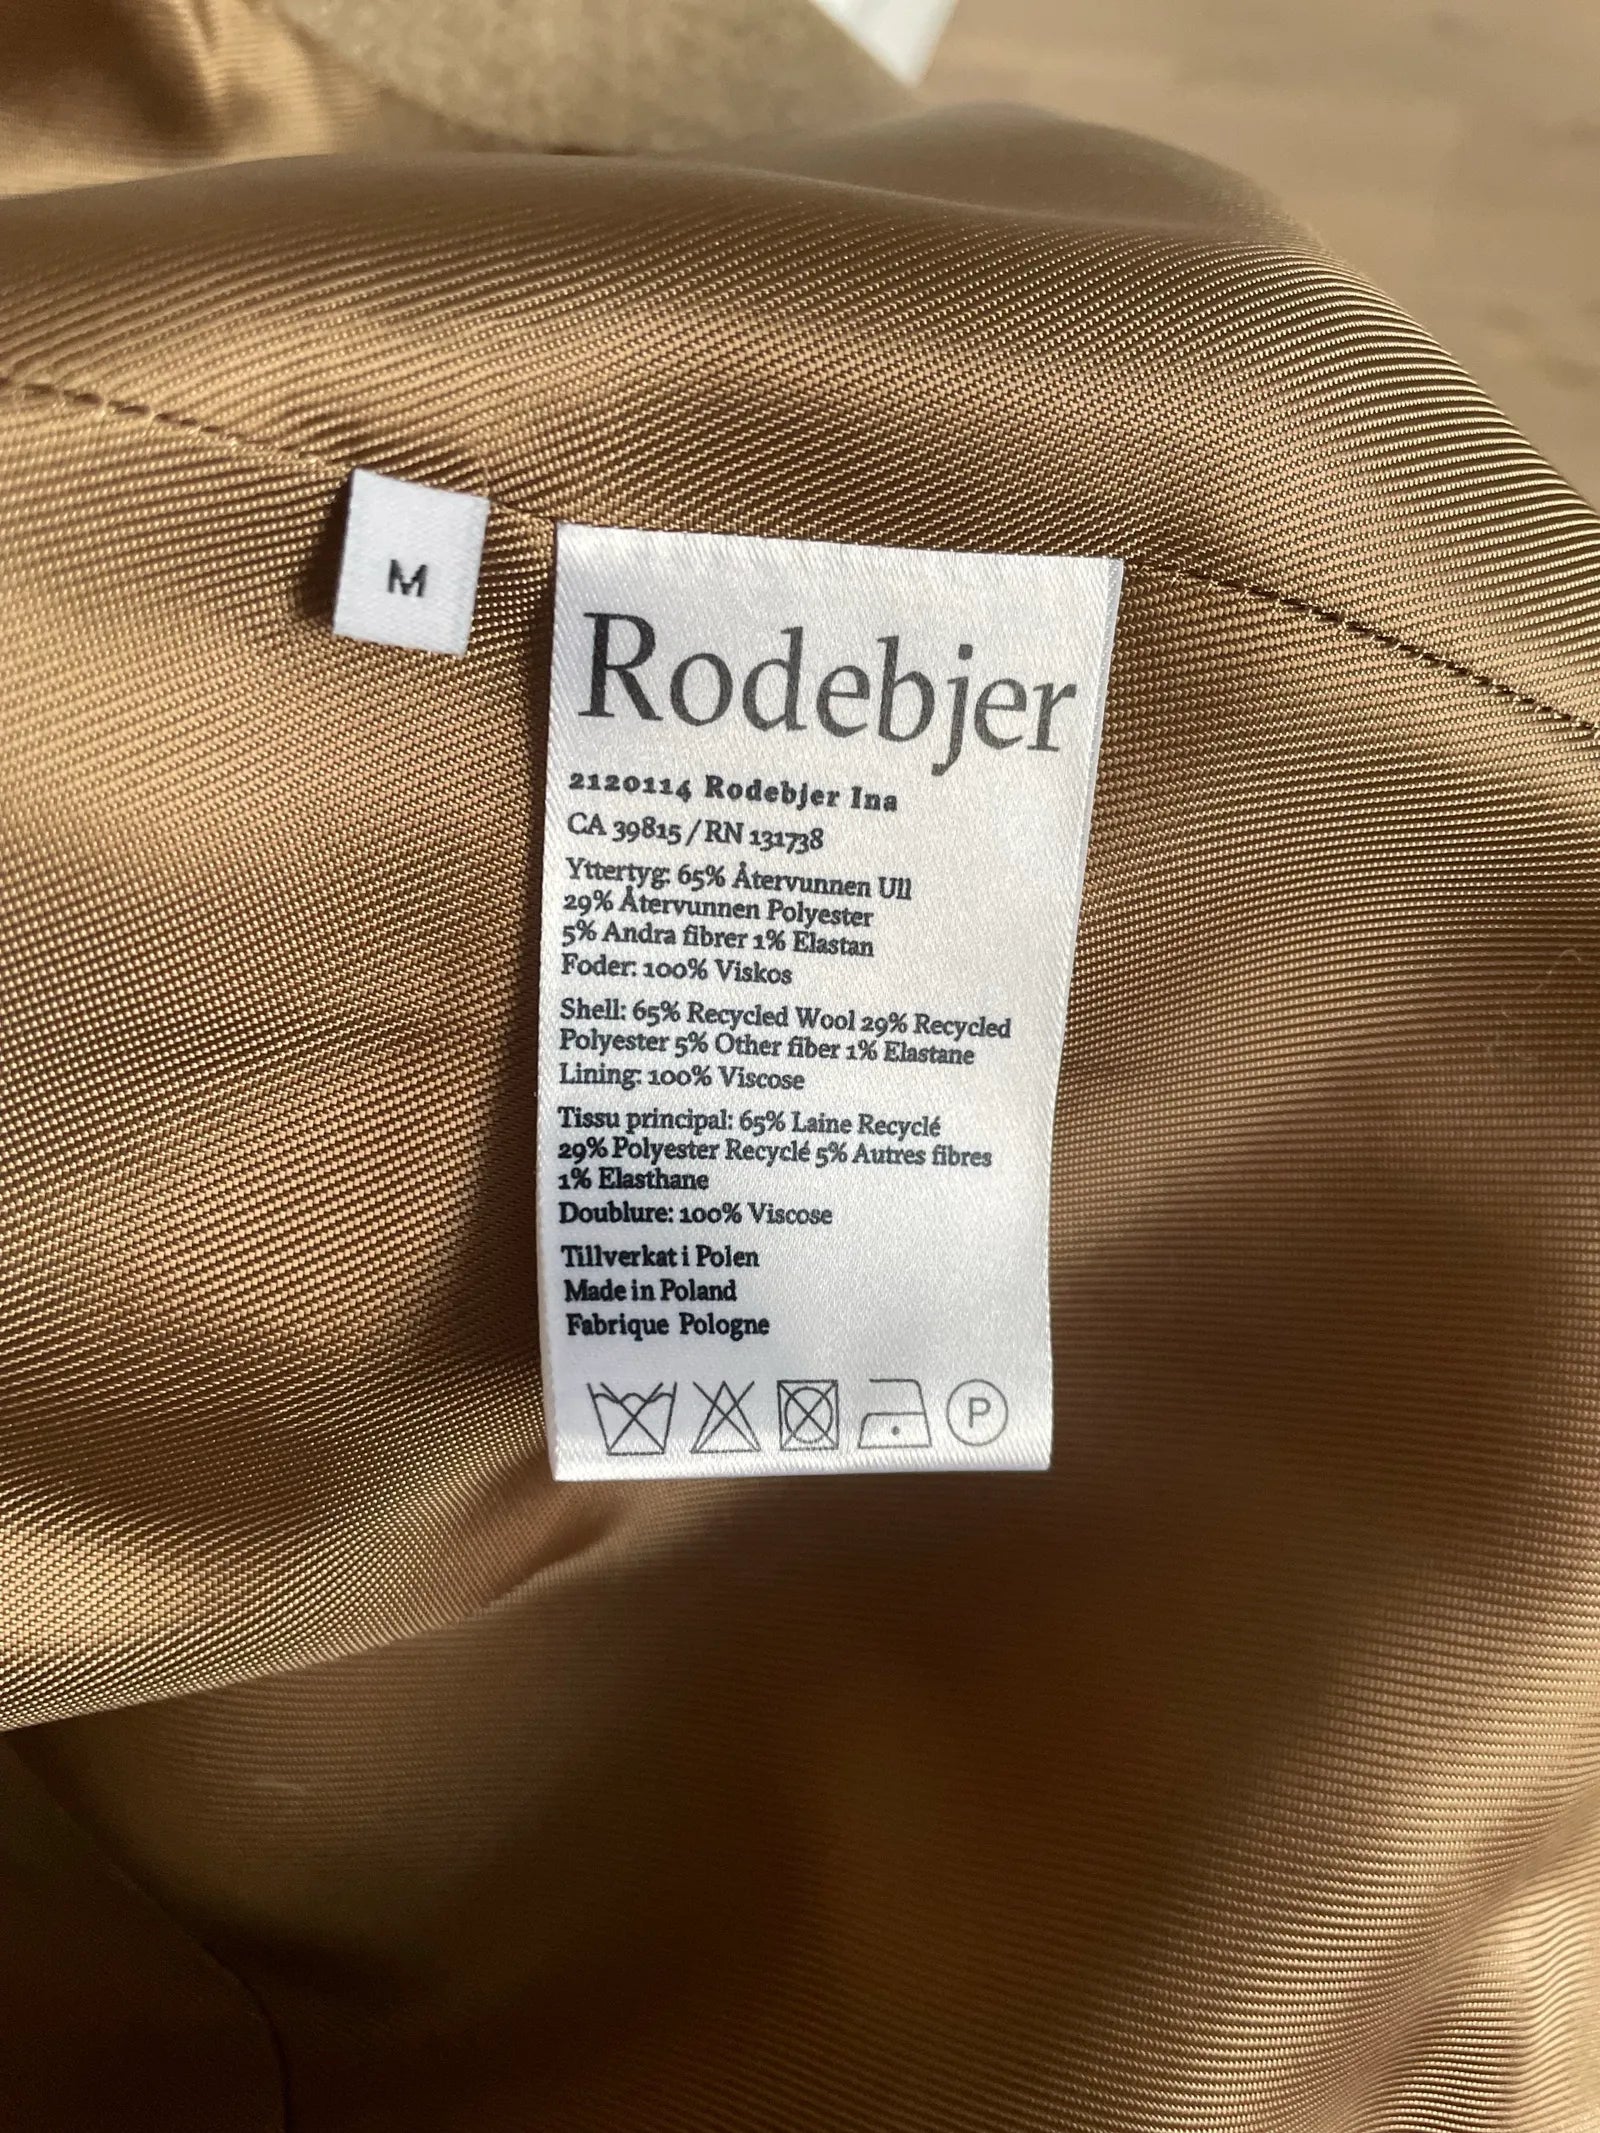 M
Rodebjer
2120114 Rodebjer Ina
CA 39815 / RN 131738
Yttertyg: 65% Återvunnen Ull
29% Återvunnen Polyester
5% Andra fibrer 1% Elastan
Foder: 100% Viskos
Shell: 65% Recycled Wool 29% Recycled
Polyester 5% Other fiber 1% Elastane
Lining: 100% Viscose
Tissu principal: 65% Laine Recyclé
29% Polyester Recyclé 5% Autres fibres
1% Elasthane
Doublure: 100% Viscose
Tillverkat i Polen
Made in Poland
Fabrique Pologne
P